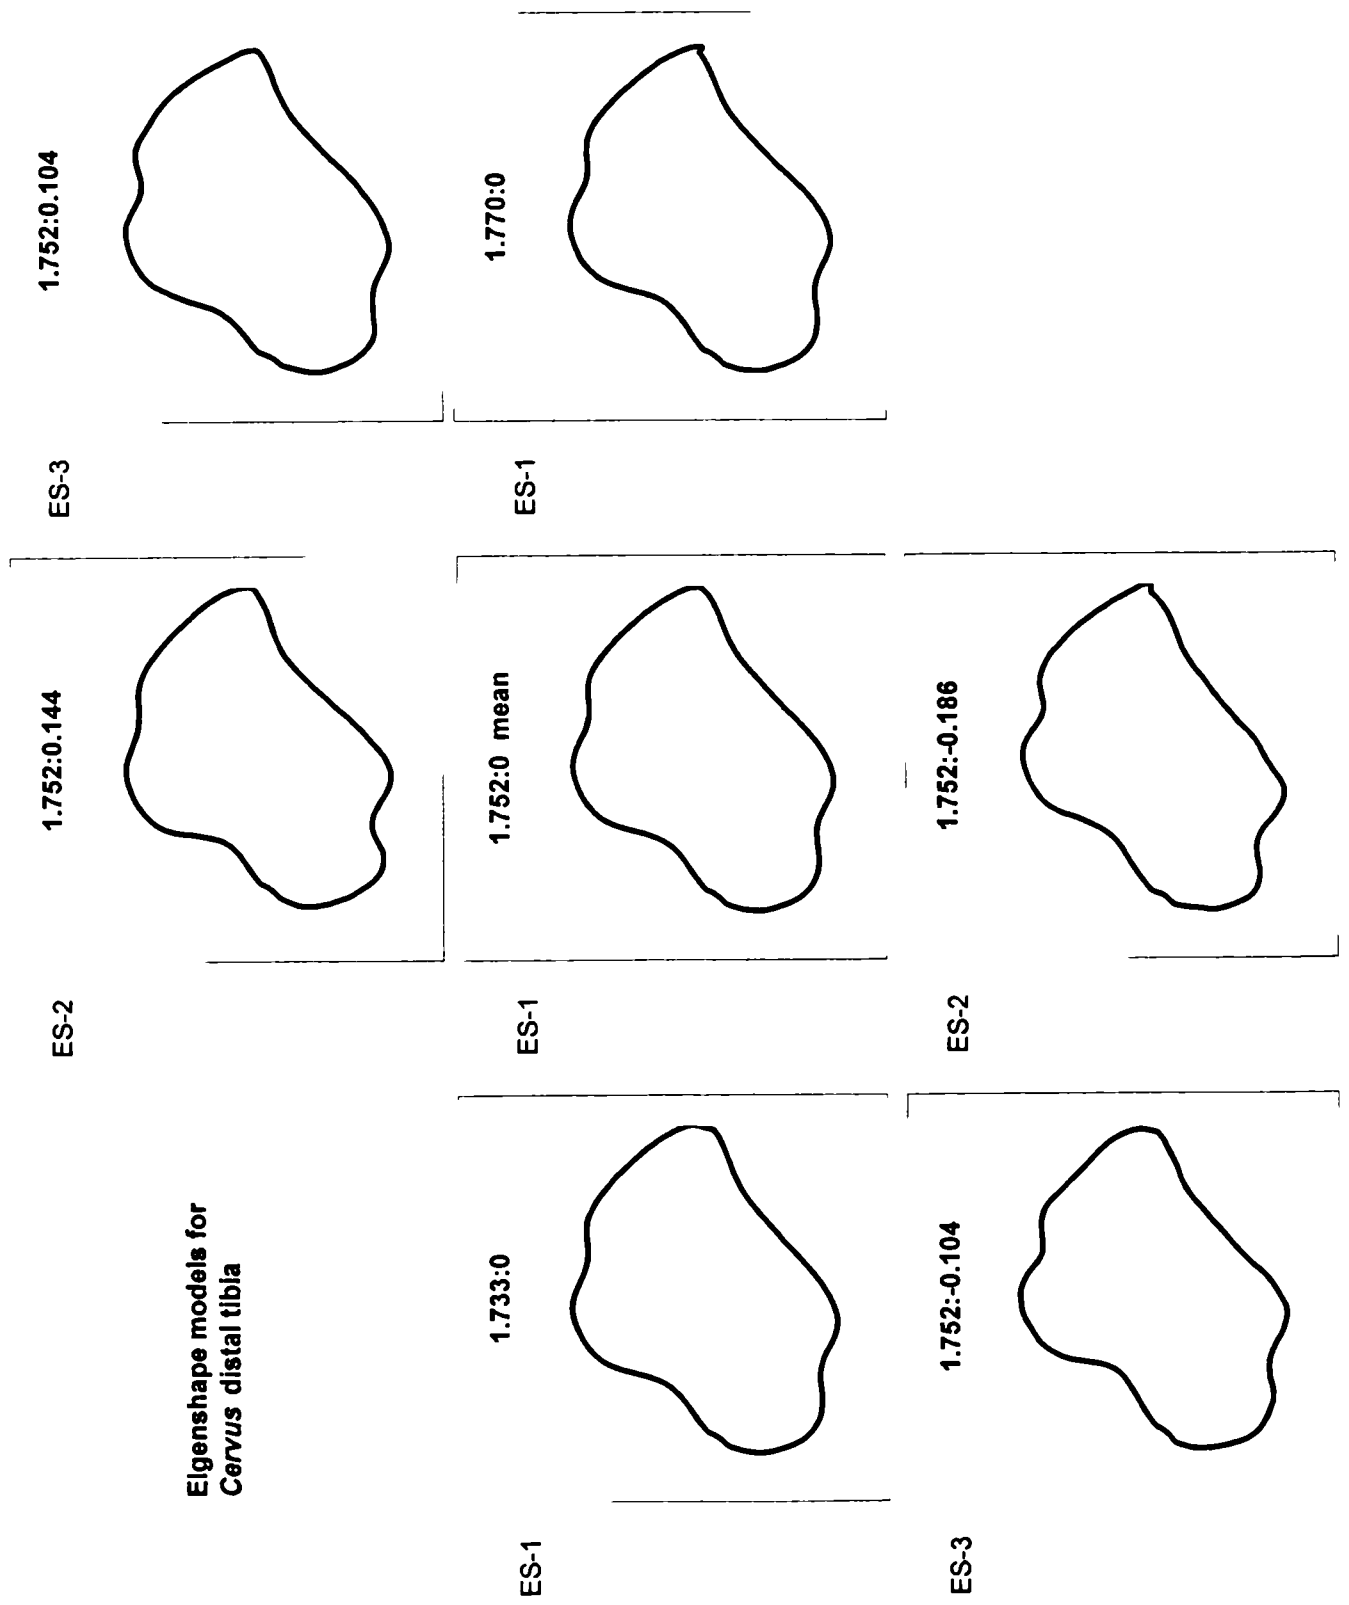 Eigenshape models for
Cervus distal tibia
ES-2
1.752:0.144
ES-3
1.752:0.104
ES-1
1.733:0
ES-1
1.752:0 mean
ES-1
1.770:0
ES-3
1.752:-0.104
ES-2
1.752:-0.186